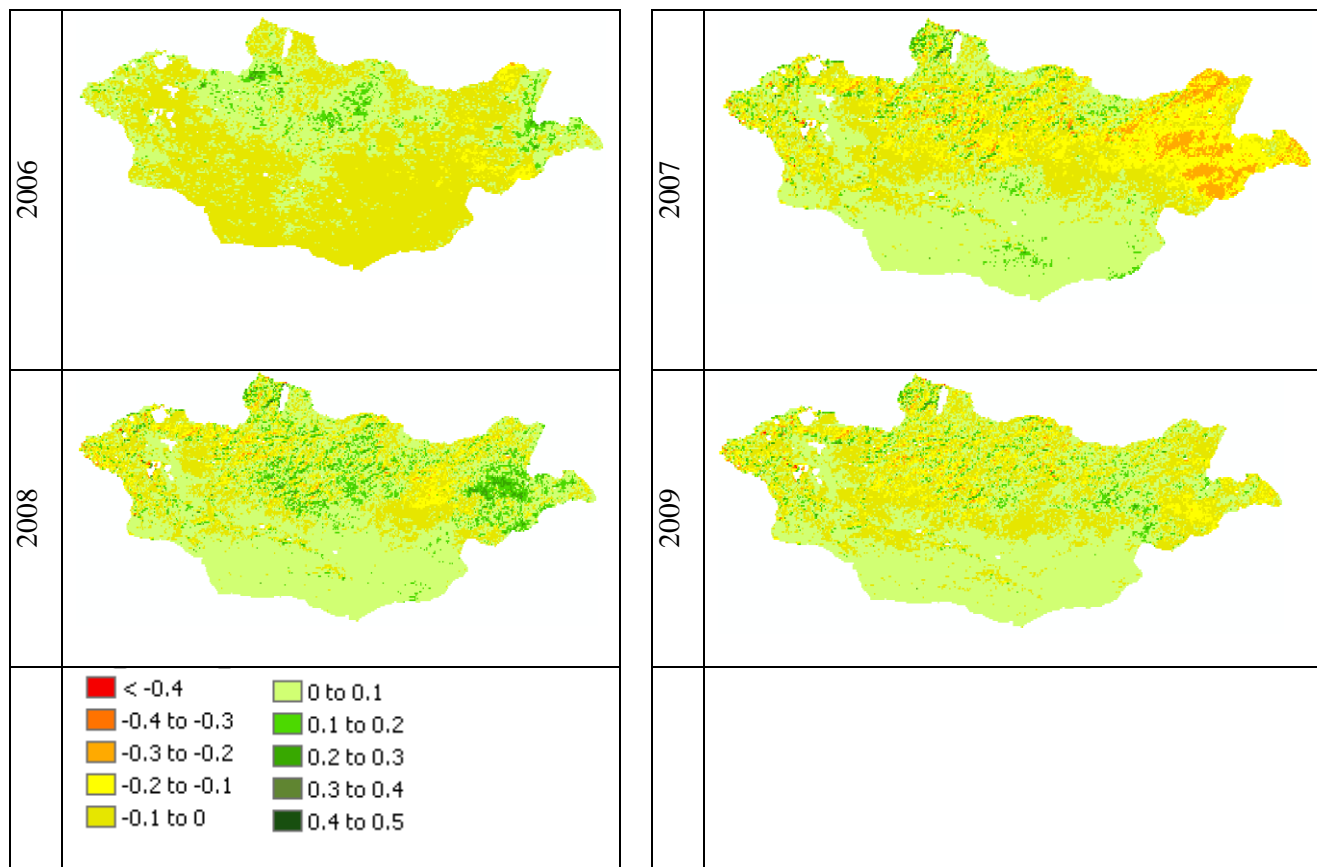 2006
2007
2008
2009
< -0.4
-0.4 to -0.3
-0.3 to -0.2
-0.2 to -0.1
-0.1 to 0
0 to 0.1
0.1 to 0.2
0.2 to 0.3
0.3 to 0.4
0.4 to 0.5